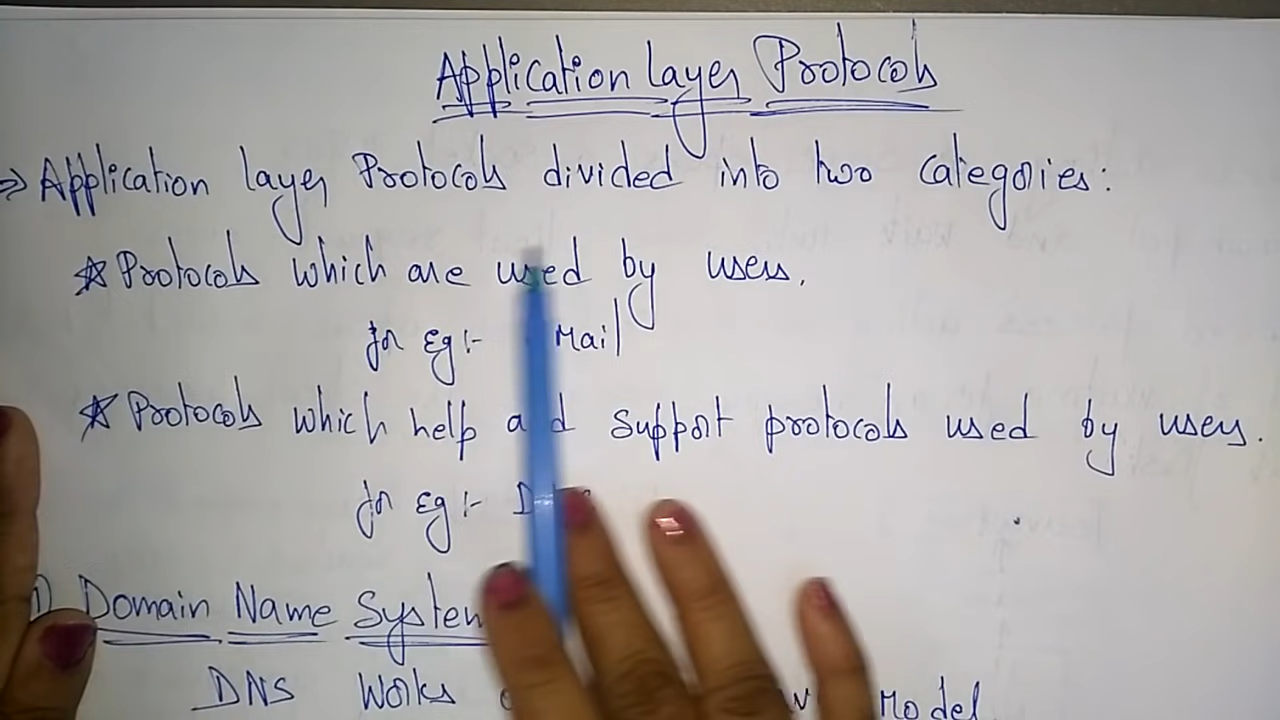 Application layer Protocols
⇒ Application layer Protocols divided into two categories:
☆ Protocols which are used by users.
for eg:- Mail
☆ Protocols which help and support protocols used by users.
for eg:-
1) Domain Name System
DNS Works Model